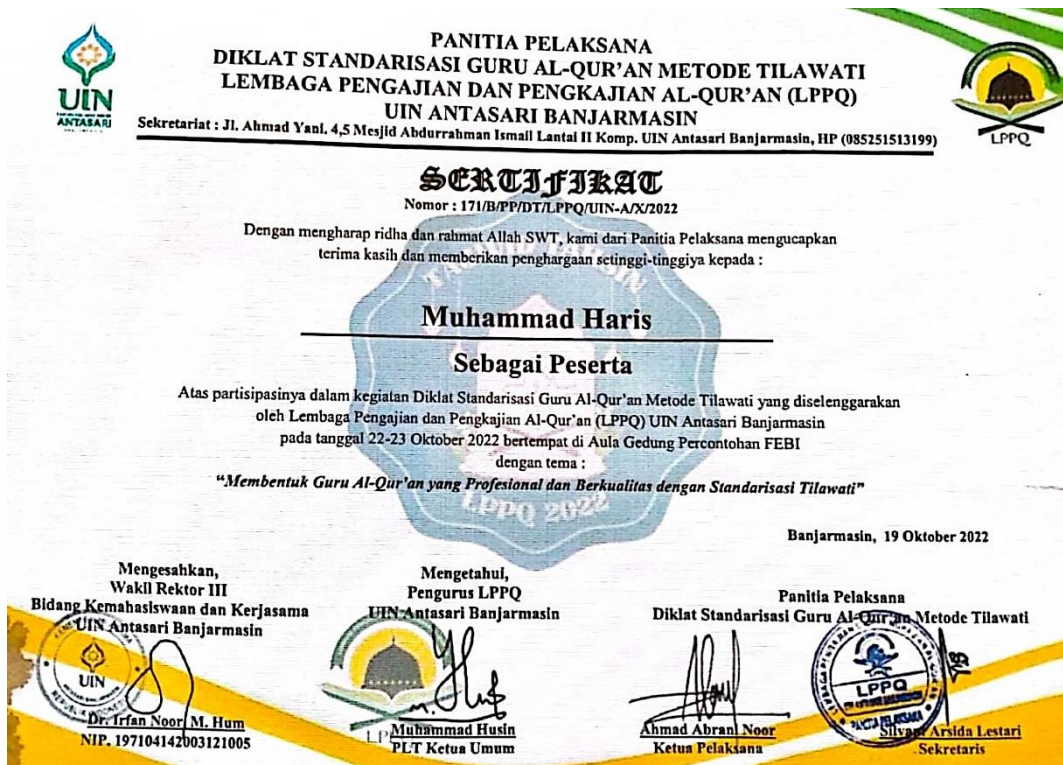 PANITIA PELAKSANA
DIKLAT STANDARISASI GURU AL-QUR'AN METODE TILAWATI
LEMBAGA PENGAJIAN DAN PENGKAJIAN AL-QUR'AN (LPPQ)
UIN ANTASARI BANJARMASIN
Sekretariat : Jl. Ahmad Yani. 4,5 Mesjid Abdurrahman Ismail Lantai II Komp. UIN Antasari Banjarmasin, HP (085251513199)
UIN
ANTASARI
LPPQ
SERTIFIKAT
Nomor : 171/B/PP/DT/LPPQ/UIN-A/X/2022
Dengan mengharap ridha dan rahmat Allah SWT, kami dari Panitia Pelaksana mengucapkan
terima kasih dan memberikan penghargaan setinggi-tinggiya kepada :
Muhammad Haris
Sebagai Peserta
Atas partisipasinya dalam kegiatan Diklat Standarisasi Guru Al-Qur'an Metode Tilawati yang diselenggarakan
oleh Lembaga Pengajian dan Pengkajian Al-Qur'an (LPPQ) UIN Antasari Banjarmasin
pada tanggal 22-23 Oktober 2022 bertempat di Aula Gedung Percontohan FEBI
dengan tema :
"Membentuk Guru Al-Qur'an yang Profesional dan Berkualitas dengan Standarisasi Tilawati"
LPPQ 2022
Banjarmasin, 19 Oktober 2022
Mengesahkan,
Wakil Rektor III
Bidang Kemahasiswaan dan Kerjasama
UIN Antasari Banjarmasin
UIN
Dr. Irfan Noor, M. Hum
NIP. 197104142003121005
Mengetahui,
Pengurus LPPQ
UIN Antasari Banjarmasin
Muhammad Husin
PLT Ketua Umum
Panitia Pelaksana
Diklat Standarisasi Guru Al-Qur'an Metode Tilawati
Ahmad Abrani Noor
Ketua Pelaksana
LPPQ
PANITIA PELAKSANA
Silvani Arsida Lestari
Sekretaris